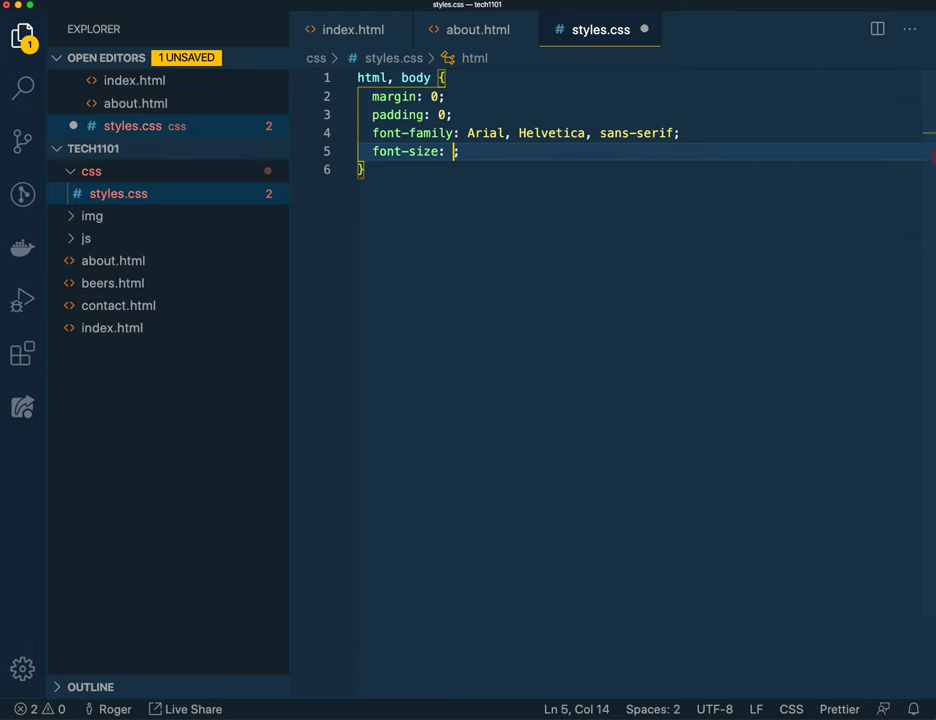 styles.css — tech1101
1
EXPLORER
OPEN EDITORS 1 UNSAVED
<> index.html
<> about.html
# styles.css css 2
TECH1101
css
# styles.css 2
img
js
<> about.html
<> beers.html
<> contact.html
<> index.html
OUTLINE
<> index.html <> about.html # styles.css
css > # styles.css > html
1 html, body {
2 margin: 0;
3 padding: 0;
4 font-family: Arial, Helvetica, sans-serif;
5 font-size: ;
6 }
2 0 Roger Live Share Ln 5, Col 14 Spaces: 2 UTF-8 LF CSS Prettier